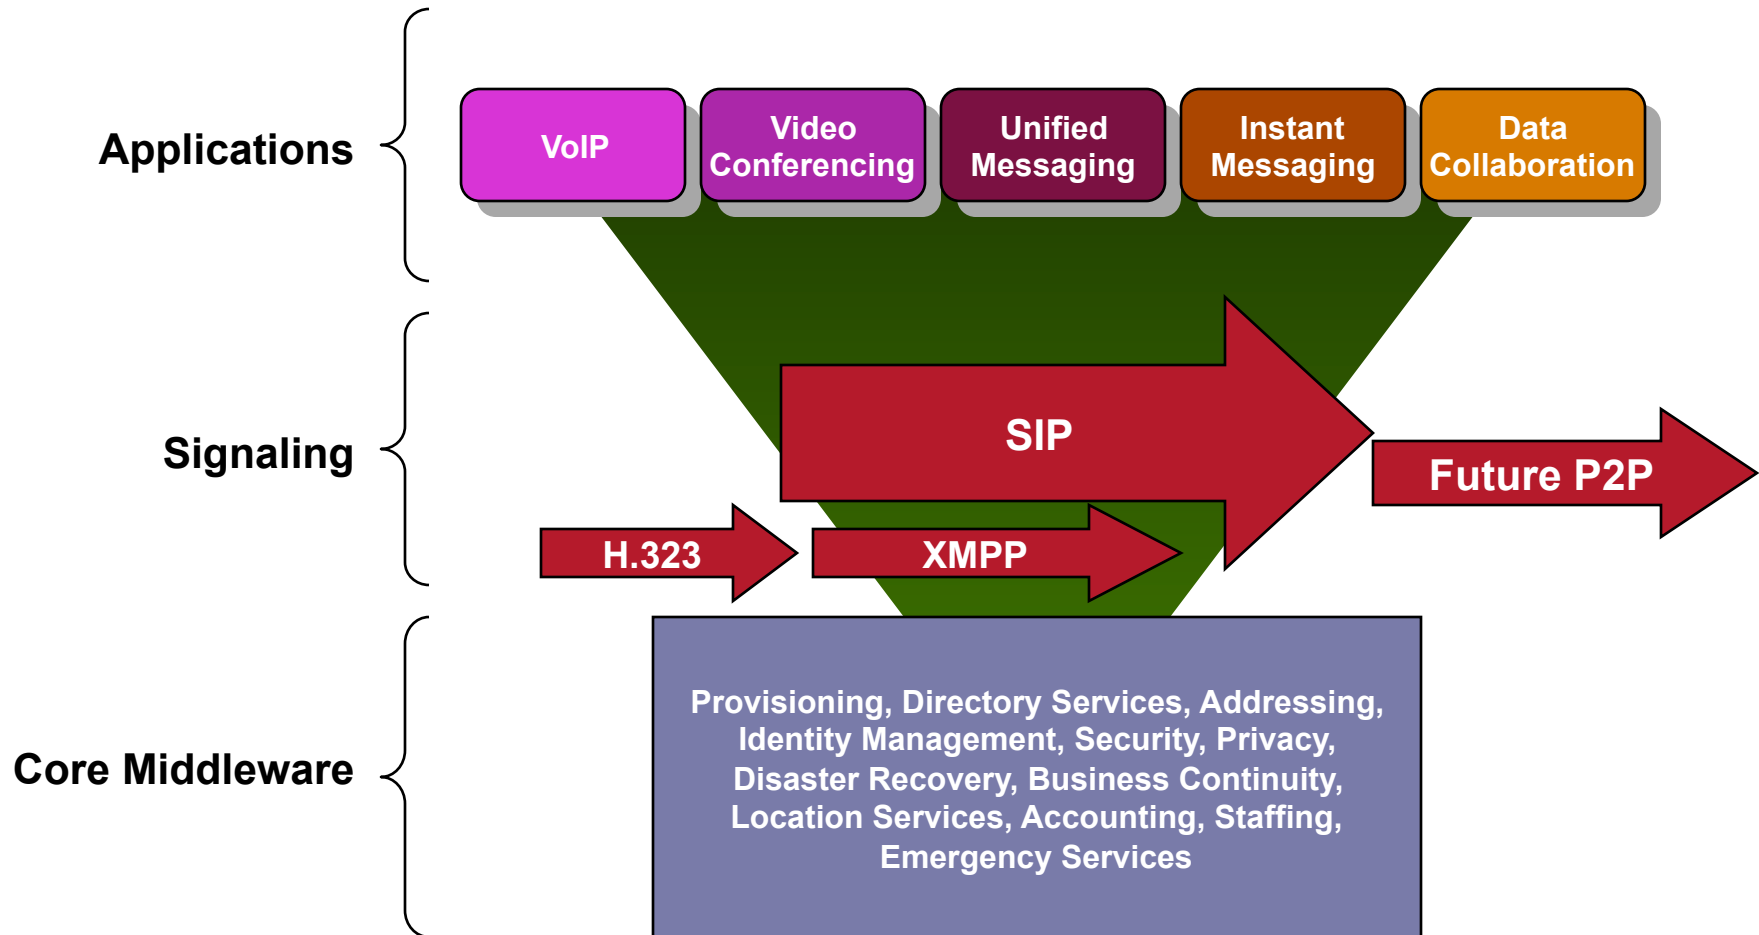 Applications
VoIP
Video
Conferencing
Unified
Messaging
Instant
Messaging
Data
Collaboration
Signaling
SIP
Future P2P
H.323
XMPP
Core Middleware
Provisioning, Directory Services, Addressing,
Identity Management, Security, Privacy,
Disaster Recovery, Business Continuity,
Location Services, Accounting, Staffing,
Emergency Services